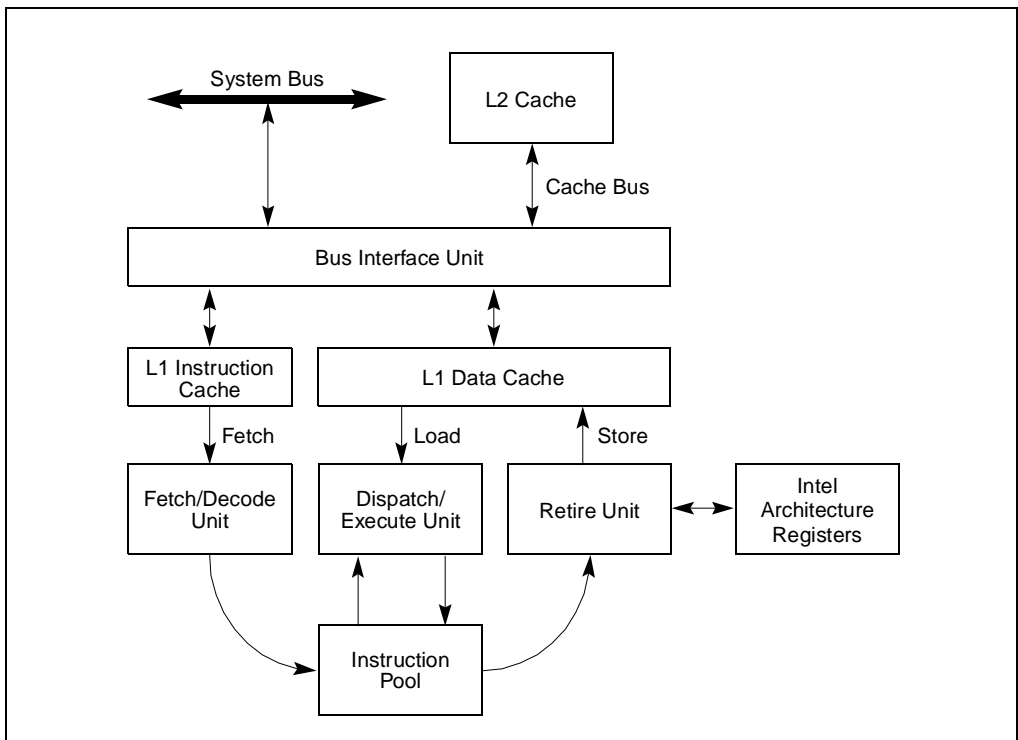 System Bus
L2 Cache
Cache Bus
Bus Interface Unit
L1 Instruction
Cache
L1 Data Cache
Fetch
Load
Store
Fetch/Decode
Unit
Dispatch/
Execute Unit
Retire Unit
Intel
Architecture
Registers
Instruction
Pool